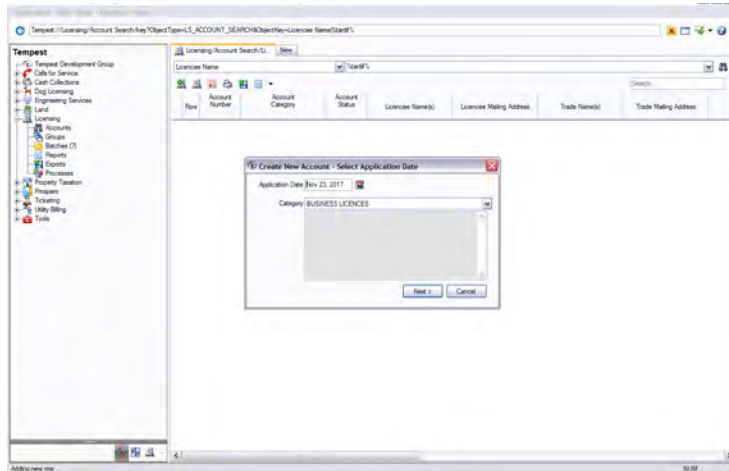 Tempest://Licensing/Account Search/key?ObjectType=LS_ACCOUNT_SEARCH&ObjectKey=Licencee Name|%tardif%
Tempest
Tempest Development Group
Calls for Service
Cash Collections
Dog Licensing
Engineering Services
Land
Licensing
Accounts
Groups
Batches (7)
Reports
Exports
Processes
Property Taxation
Prospero
Ticketing
Utility Billing
Tools
Licensing/Account Search/Li...
New
Licencee Name
%tardif%
Search...
Row
Account Number
Account Category
Account Status
Licencee Name(s)
Licencee Mailing Address
Trade Name(s)
Trade Mailing Address
Create New Account - Select Application Date
Application Date Nov 23, 2017
Category BUSINESS LICENCES
Next >
Cancel
Adding new row ...
NUM